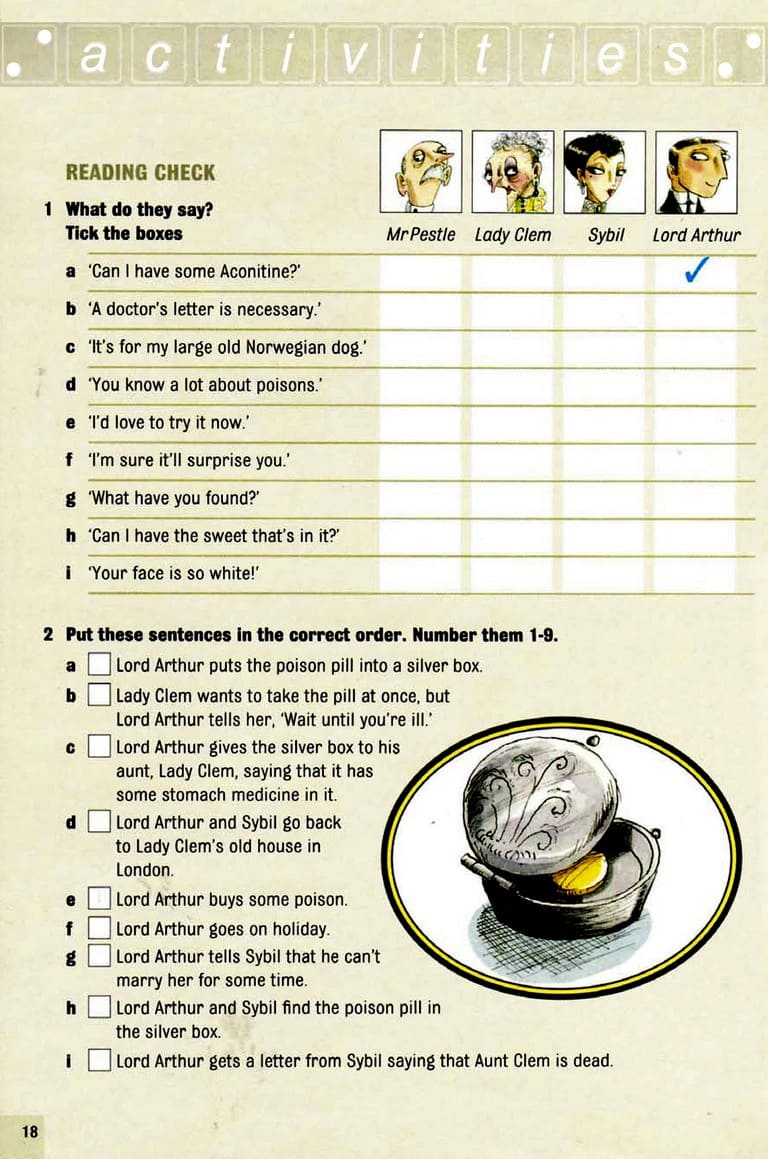 activities
READING CHECK
1 What do they say?
Tick the boxes
Mr Pestle Lady Clem Sybil Lord Arthur
a 'Can I have some Aconitine?' ✓
b 'A doctor's letter is necessary.'
c 'It's for my large old Norwegian dog.'
d 'You know a lot about poisons.'
e 'I'd love to try it now.'
f 'I'm sure it'll surprise you.'
g 'What have you found?'
h 'Can I have the sweet that's in it?'
i 'Your face is so white!'
2 Put these sentences in the correct order. Number them 1-9.
a Lord Arthur puts the poison pill into a silver box.
b Lady Clem wants to take the pill at once, but
Lord Arthur tells her, 'Wait until you're ill.'
c Lord Arthur gives the silver box to his
aunt, Lady Clem, saying that it has
some stomach medicine in it.
d Lord Arthur and Sybil go back
to Lady Clem's old house in
London.
e Lord Arthur buys some poison.
f Lord Arthur goes on holiday.
g Lord Arthur tells Sybil that he can't
marry her for some time.
h Lord Arthur and Sybil find the poison pill in
the silver box.
i Lord Arthur gets a letter from Sybil saying that Aunt Clem is dead.
18